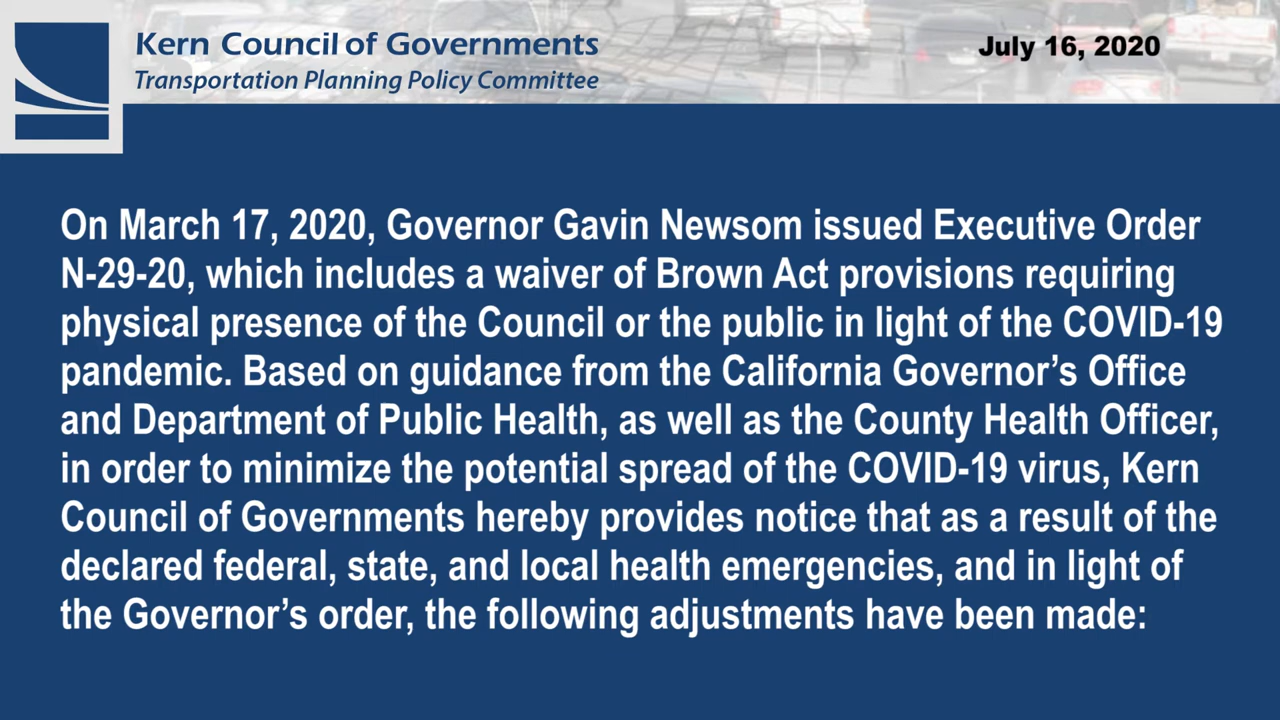 Kern Council of Governments
July 16, 2020
Transportation Planning Policy Committee
On March 17, 2020, Governor Gavin Newsom issued Executive Order
N-29-20, which includes a waiver of Brown Act provisions requiring
physical presence of the Council or the public in light of the COVID-19
pandemic. Based on guidance from the California Governor’s Office
and Department of Public Health, as well as the County Health Officer,
in order to minimize the potential spread of the COVID-19 virus, Kern
Council of Governments hereby provides notice that as a result of the
declared federal, state, and local health emergencies, and in light of
the Governor’s order, the following adjustments have been made: